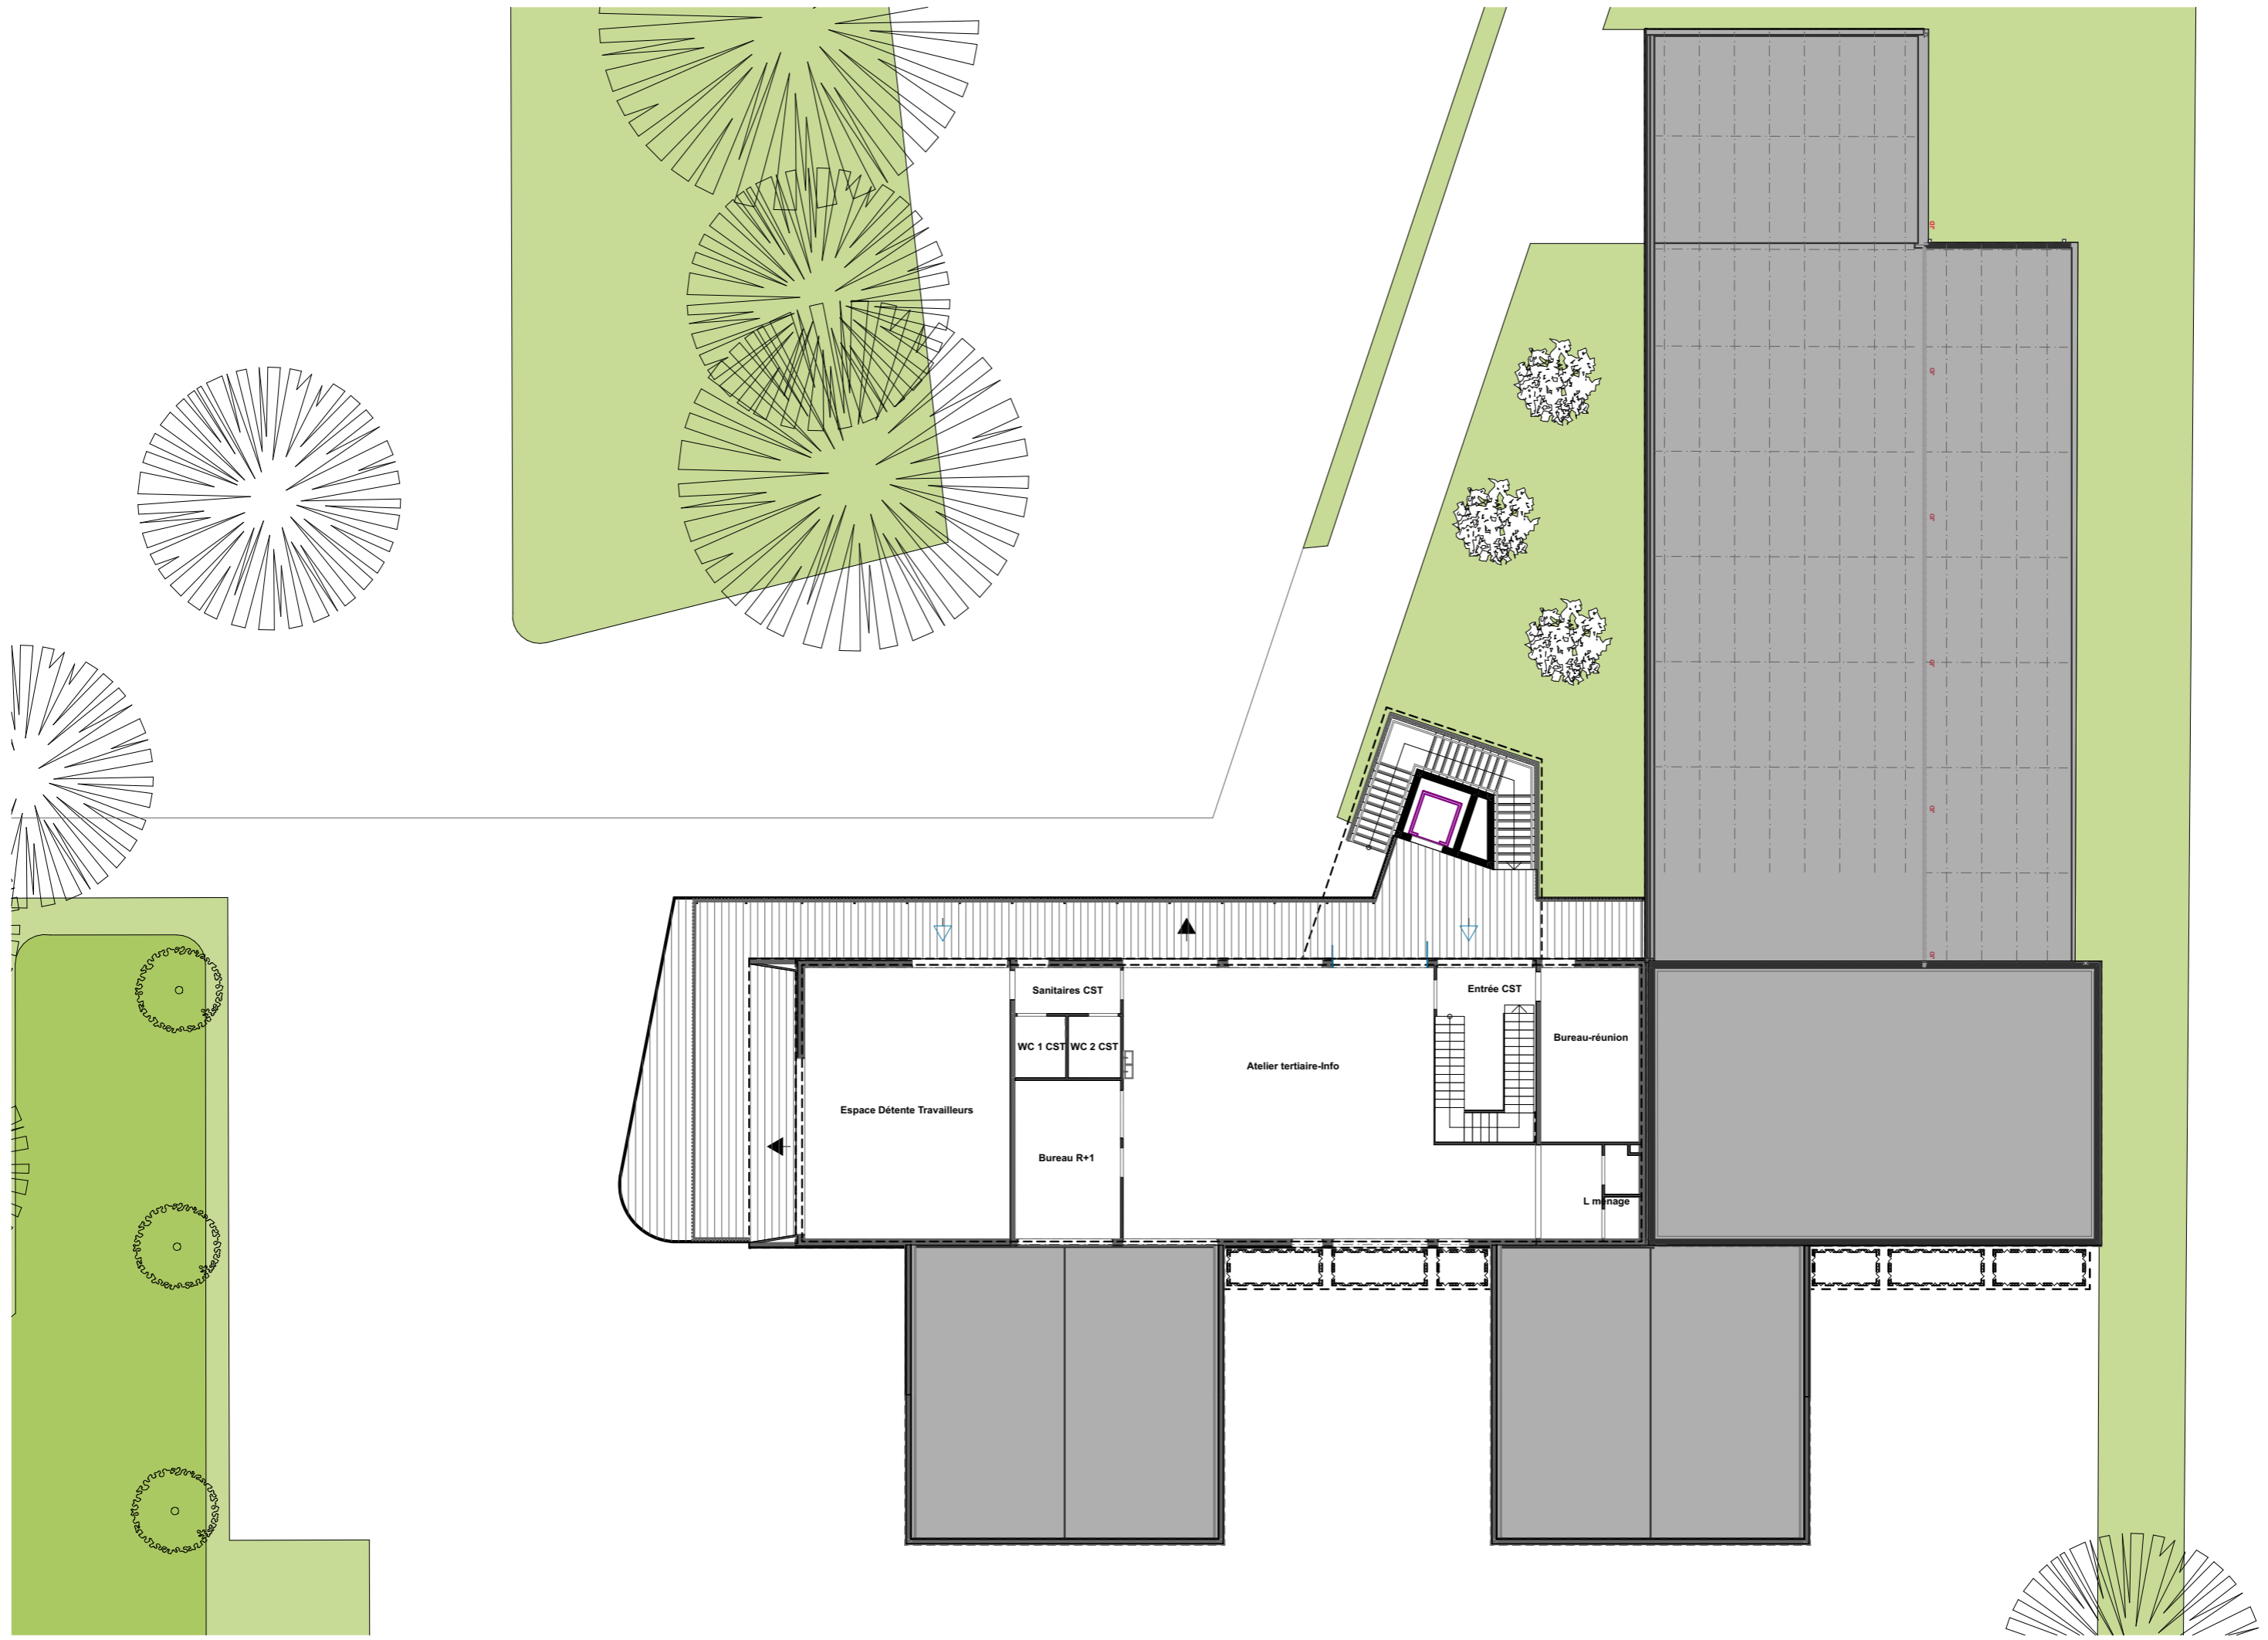 Sanitaires CST
Entrée CST
Bureau-réunion
WC 1 CST
WC 2 CST
Atelier tertiaire-Info
Espace Détente Travailleurs
Bureau R+1
L ménage